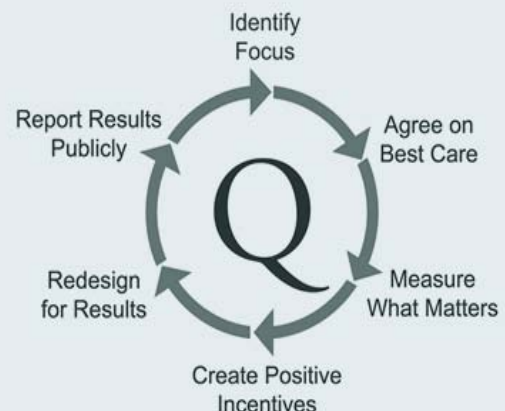 Identify
Focus
Agree on
Best Care
Measure
What Matters
Create Positive
Incentives
Redesign
for Results
Report Results
Publicly
Q